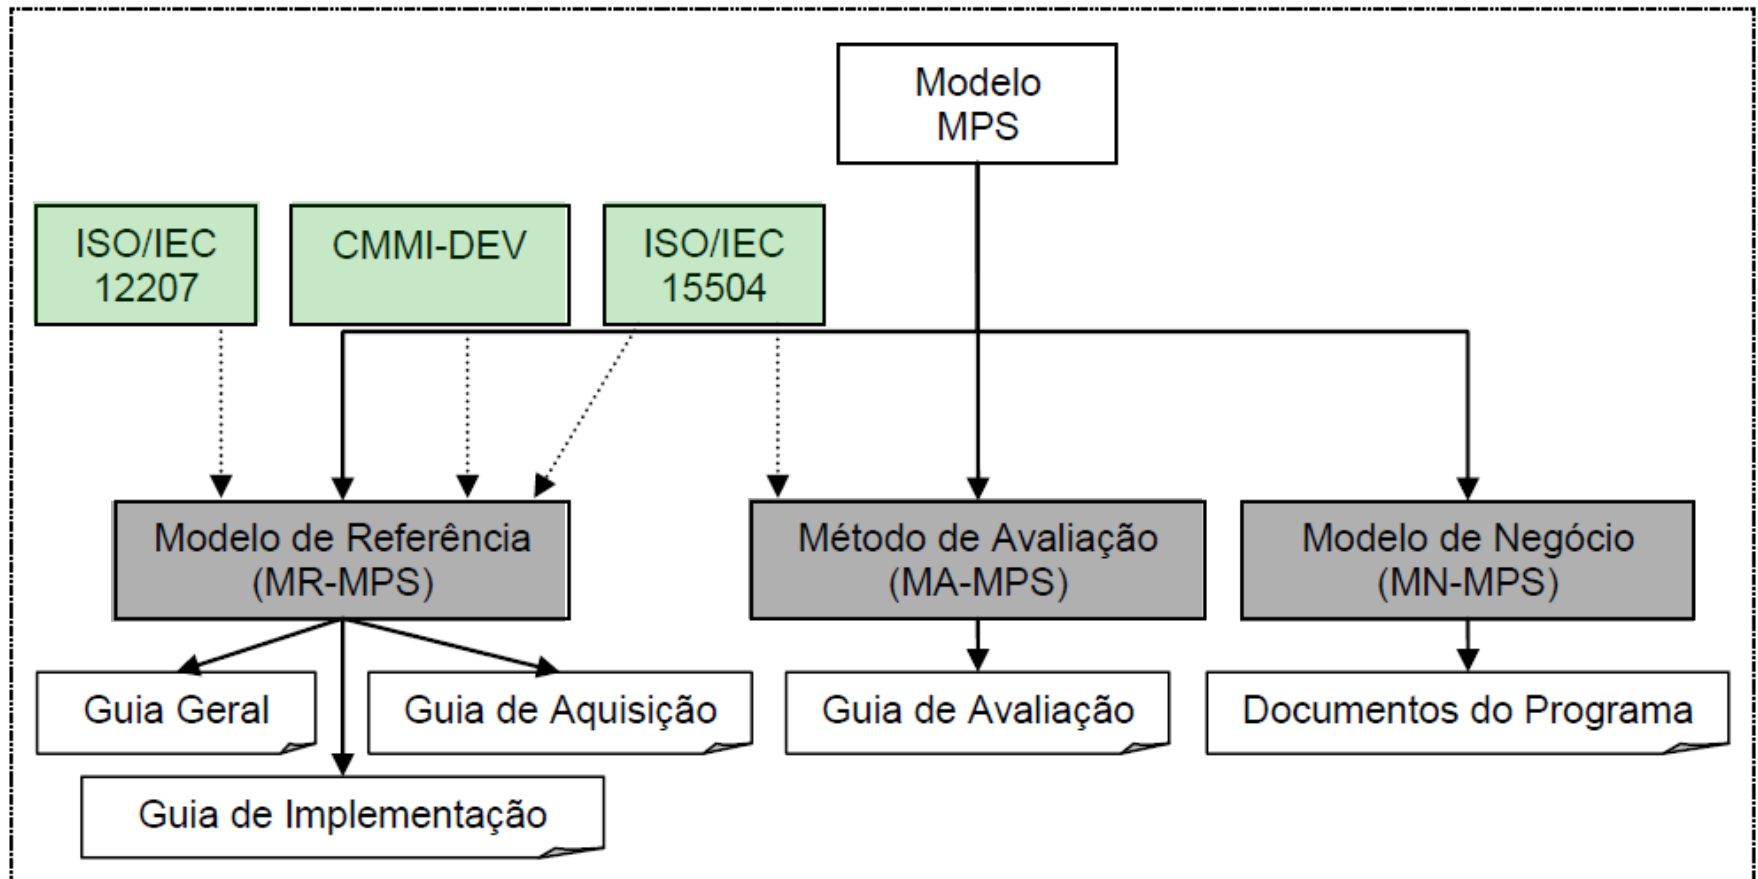 Modelo
MPS
ISO/IEC
12207
CMMI-DEV
ISO/IEC
15504
Modelo de Referência
(MR-MPS)
Método de Avaliação
(MA-MPS)
Modelo de Negócio
(MN-MPS)
Guia Geral
Guia de Aquisição
Guia de Avaliação
Documentos do Programa
Guia de Implementação